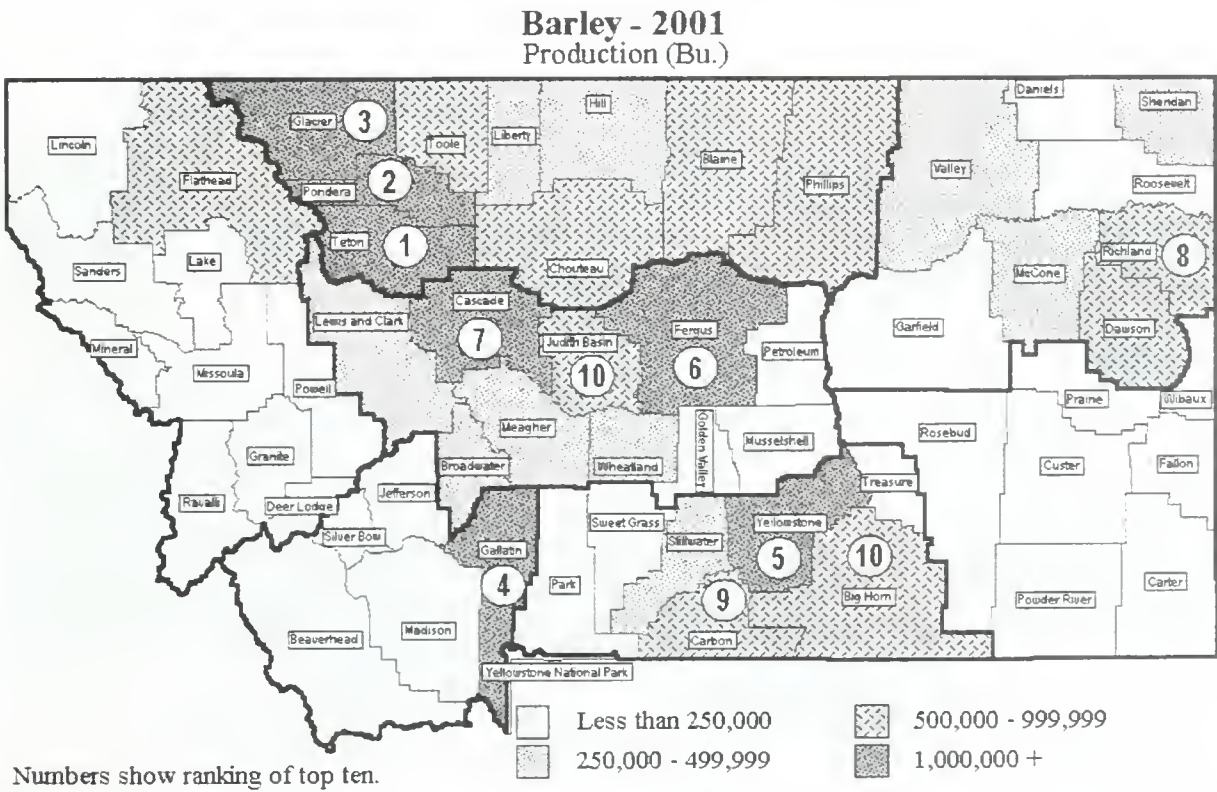 Barley - 2001
Production (Bu.)
Lincoln
Flathead
Glacier
3
Toole
Liberty
Hill
Blaine
Phillips
Valley
Daniels
Sheridan
Roosevelt
Pondera
2
Teton
1
Chouteau
Sanders
Lake
Mineral
Missoula
Powell
Lewis and Clark
Cascade
7
Judith Basin
10
Fergus
6
Petroleum
Garfield
McCone
Richland
8
Dawson
Prairie
Wibaux
Granite
Ravalli
Deer Lodge
Silver Bow
Jefferson
Broadwater
Meagher
Wheatland
Golden Valley
Musselshell
Rosebud
Treasure
Custer
Fallon
Carter
Powder River
Gallatin
4
Park
Sweet Grass
Stillwater
Yellowstone
5
9
Carbon
10
Big Horn
Beaverhead
Madison
Yellowstone National Park
Less than 250,000
250,000 - 499,999
500,000 - 999,999
1,000,000 +
Numbers show ranking of top ten.